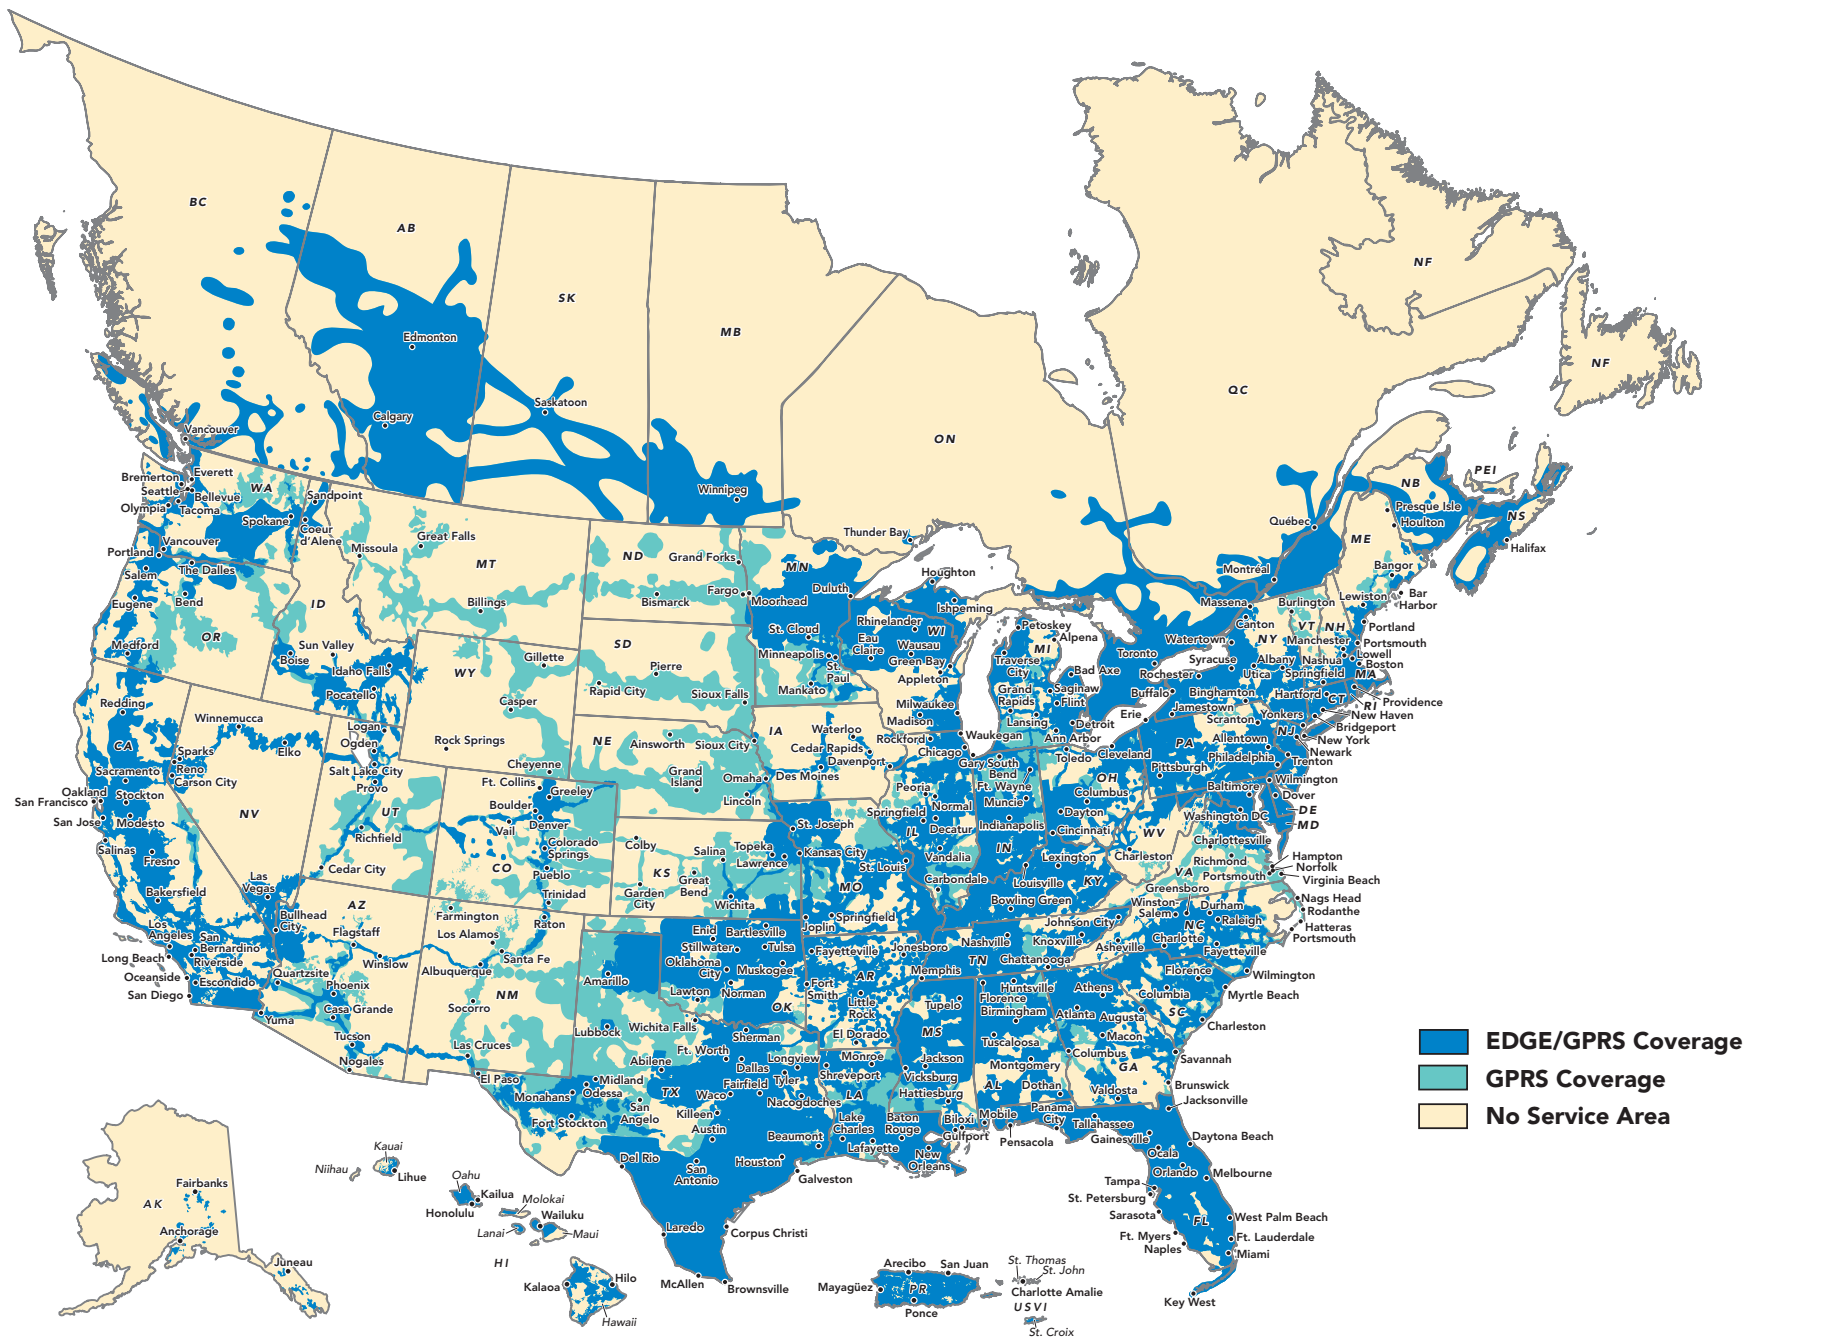 BC
AB
SK
MB
ON
QC
NF
NF
PEI
NB
NS
Edmonton
Calgary
Saskatoon
Winnipeg
Vancouver
Thunder Bay
Québec
Montréal
Toronto
Halifax
Everett
Bremerton
Seattle
Bellevue
Olympia
Tacoma
WA
Spokane
Sandpoint
Coeur
d'Alene
Vancouver
Portland
The Dalles
Salem
Eugene
Bend
OR
Medford
ID
Sun Valley
Boise
Idaho Falls
Pocatello
Missoula
Great Falls
MT
Billings
ND
Grand Forks
Fargo
Bismarck
Moorhead
MN
Duluth
St. Cloud
Minneapolis
St.
Paul
Mankato
SD
Pierre
Rapid City
Sioux Falls
WY
Gillette
Casper
Rock Springs
Cheyenne
NE
Ainsworth
Sioux City
Grand
Island
Omaha
Lincoln
IA
Waterloo
Cedar Rapids
Davenport
Des Moines
Houghton
Ishpeming
Rhinelander
WI
Eau
Claire
Wausau
Green Bay
Appleton
Milwaukee
Madison
Rockford
Waukegan
Chicago
Petoskey
Alpena
MI
Traverse
City
Bad Axe
Grand
Rapids
Saginaw
Flint
Lansing
Detroit
Ann Arbor
Gary
South
Bend
Toledo
Cleveland
Ft. Wayne
OH
Muncie
Columbus
Peoria
Normal
Springfield
IL
Decatur
Indianapolis
Dayton
Cincinnati
IN
Vandalia
Carbondale
Lexington
Louisville
KY
Bowling Green
Redding
CA
Sacramento
Oakland
San Francisco
Stockton
San Jose
Modesto
Salinas
Fresno
Bakersfield
Los
Angeles
San
Bernardino
Riverside
Long Beach
Oceanside
Escondido
San Diego
Winnemucca
Elko
Sparks
Reno
Carson City
NV
Las
Vegas
Logan
Ogden
Salt Lake City
Provo
UT
Richfield
Cedar City
Ft. Collins
Greeley
Boulder
Denver
Vail
Colorado
Springs
CO
Pueblo
Trinidad
Colby
Salina
Topeka
Lawrence
KS
Great
Bend
Garden
City
Wichita
St. Joseph
Kansas City
St. Louis
MO
Springfield
Joplin
Bullhead
City
AZ
Flagstaff
Winslow
Quartzsite
Phoenix
Casa Grande
Yuma
Tucson
Nogales
Farmington
Raton
Los Alamos
Santa Fe
Albuquerque
NM
Socorro
Las Cruces
El Paso
Enid
Bartlesville
Stillwater
Tulsa
Oklahoma
City
Muskogee
Norman
Lawton
OK
Amarillo
Lubbock
Wichita Falls
Sherman
Ft. Worth
Dallas
Abilene
Longview
Tyler
Midland
Odessa
Monahans
TX
Waco
Fairfield
Nacogdoches
San
Angelo
Killeen
Fort Stockton
Austin
Beaumont
Del Rio
San
Antonio
Houston
Galveston
Laredo
Corpus Christi
McAllen
Brownsville
Fayetteville
Jonesboro
AR
Fort
Smith
Little
Rock
El Dorado
Monroe
Shreveport
LA
Lake
Charles
Baton
Rouge
Lafayette
New
Orleans
Nashville
Johnson City
Knoxville
TN
Chattanooga
Memphis
Tupelo
MS
Jackson
Vicksburg
Hattiesburg
Biloxi
Gulfport
Florence
Huntsville
Birmingham
Tuscaloosa
Montgomery
AL
Dothan
Mobile
Pensacola
Panama
City
Athens
Atlanta
Augusta
Macon
Columbus
GA
Valdosta
Savannah
Brunswick
Jacksonville
Tallahassee
Gainesville
Daytona Beach
Ocala
Orlando
Melbourne
Tampa
St. Petersburg
Sarasota
FL
West Palm Beach
Ft. Myers
Ft. Lauderdale
Naples
Miami
Key West
Presque Isle
Houlton
ME
Bangor
Bar
Harbor
Lewiston
Portland
Massena
Burlington
Canton
VT
NH
NY
Watertown
Manchester
Portsmouth
Lowell
Boston
Nashua
Syracuse
Albany
Rochester
Utica
Springfield
MA
Buffalo
Binghamton
Hartford
CT
RI
Providence
Jamestown
Erie
Scranton
Yonkers
New Haven
Bridgeport
New York
Newark
NJ
PA
Allentown
Trenton
Philadelphia
Pittsburgh
Wilmington
Baltimore
Dover
DE
MD
Washington DC
WV
Charleston
Charlottesville
Richmond
Hampton
Norfolk
Portsmouth
VA
Virginia Beach
Greensboro
Winston-
Salem
Durham
Raleigh
Nags Head
Rodanthe
Hatteras
Portsmouth
NC
Asheville
Charlotte
Fayetteville
Wilmington
Florence
Columbia
Myrtle Beach
SC
Charleston
EDGE/GPRS Coverage
GPRS Coverage
No Service Area
AK
Fairbanks
Anchorage
Juneau
Kauai
Niihau
Lihue
Oahu
Kailua
Honolulu
Molokai
Wailuku
Lanai
Maui
HI
Kalaoa
Hilo
Hawaii
Arecibo
San Juan
Mayagüez
PR
Ponce
St. Thomas
St. John
Charlotte Amalie
USVI
St. Croix